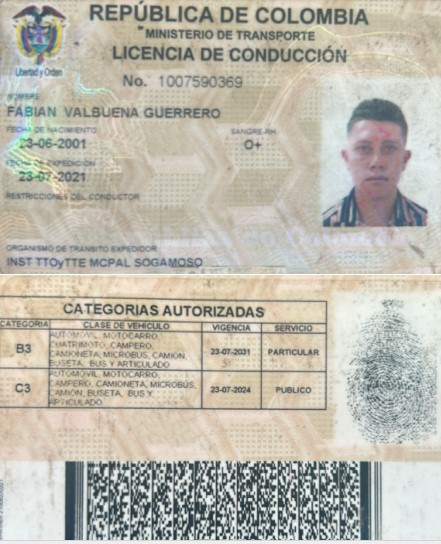 REPÚBLICA DE COLOMBIA
MINISTERIO DE TRANSPORTE
LICENCIA DE CONDUCCIÓN
Libertad y Orden
No. 1007590369
NOMBRE
FABIAN VALBUENA GUERRERO
FECHA DE NACIMIENTO SANGRE-RH
23-06-2001 O+
FECHA DE EXPEDICIÓN
23-07-2021
RESTRICCIONES DEL CONDUCTOR
de Colombia
ORGANISMO DE TRÁNSITO EXPEDIDOR
INST TTOyTTE MCPAL SOGAMOSO
CATEGORIAS AUTORIZADAS
CATEGORIA CLASE DE VEHICULO VIGENCIA SERVICIO
B3 AUTOMOVIL, MOTOCARRO, 23-07-2031 PARTICULAR
CUATRIMOTO, CAMPERO,
CAMIONETA, MICROBUS, CAMION,
BUSETA, BUS Y ARTICULADO
C3 AUTOMOVIL, MOTOCARRO, 23-07-2024 PUBLICO
CAMPERO, CAMIONETA, MICROBUS,
CAMION, BUSETA, BUS Y
ARTICULADO